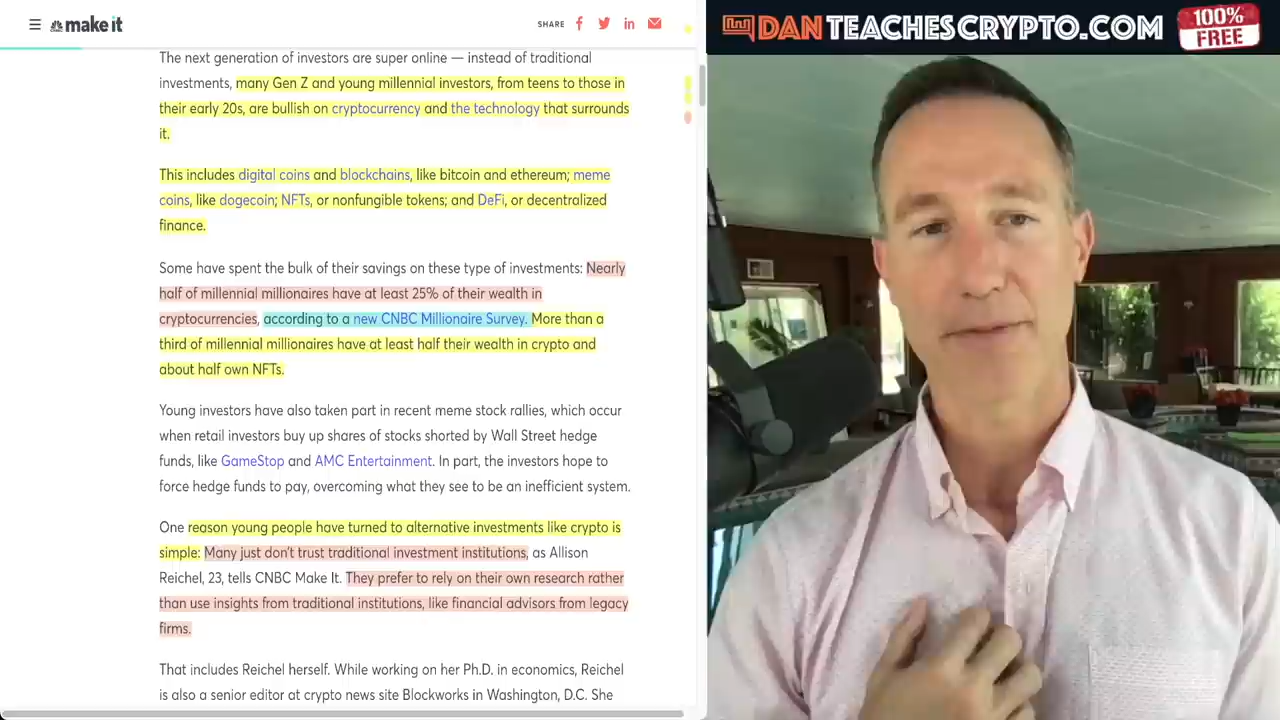 make it
SHARE
DANTEACHESCRYPTO.COM
100%
FREE
The next generation of investors are super online — instead of traditional
investments, many Gen Z and young millennial investors, from teens to those in
their early 20s, are bullish on cryptocurrency and the technology that surrounds
it.
This includes digital coins and blockchains, like bitcoin and ethereum; meme
coins, like dogecoin; NFTs, or nonfungible tokens; and DeFi, or decentralized
finance.
Some have spent the bulk of their savings on these type of investments: Nearly
half of millennial millionaires have at least 25% of their wealth in
cryptocurrencies, according to a new CNBC Millionaire Survey. More than a
third of millennial millionaires have at least half their wealth in crypto and
about half own NFTs.
Young investors have also taken part in recent meme stock rallies, which occur
when retail investors buy up shares of stocks shorted by Wall Street hedge
funds, like GameStop and AMC Entertainment. In part, the investors hope to
force hedge funds to pay, overcoming what they see to be an inefficient system.
One reason young people have turned to alternative investments like crypto is
simple: Many just don't trust traditional investment institutions, as Allison
Reichel, 23, tells CNBC Make It. They prefer to rely on their own research rather
than use insights from traditional institutions, like financial advisors from legacy
firms.
That includes Reichel herself. While working on her Ph.D. in economics, Reichel
is also a senior editor at crypto news site Blockworks in Washington, D.C. She